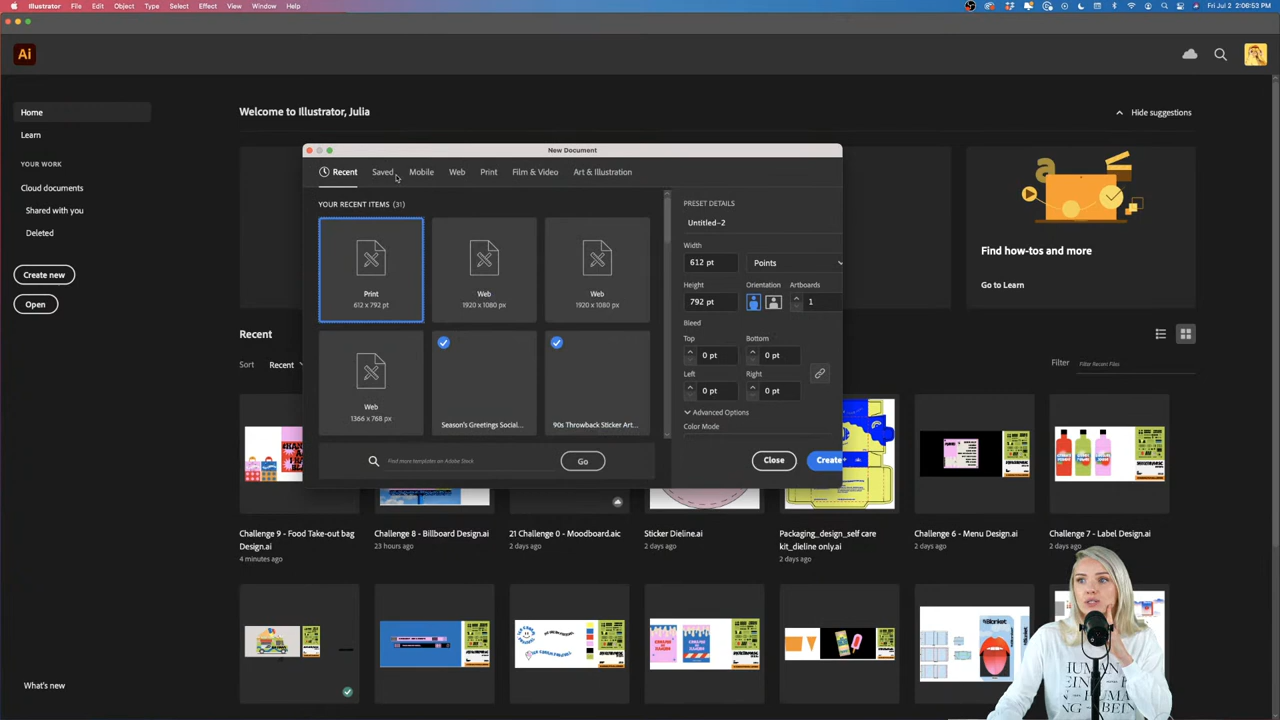 Illustrator File Edit Object Type Select Effect View Window Help
Fri Jul 2 2:06:53 PM
Ai
Home
Learn
YOUR WORK
Cloud documents
Shared with you
Deleted
Create new
Open
What's new
Welcome to Illustrator, Julia
Hide suggestions
Find how-tos and more
Go to Learn
New Document
Recent Saved Mobile Web Print Film & Video Art & Illustration
YOUR RECENT ITEMS (31)
Print
612 x 792 pt
Web
1920 x 1080 px
Web
1920 x 1080 px
Web
1366 x 768 px
Season's Greetings Social...
90s Throwback Sticker Art...
Find more templates on Adobe Stock
Go
PRESET DETAILS
Untitled-2
Width
612 pt
Points
Height
Orientation
Artboards
792 pt
1
Bleed
Top
Bottom
0 pt
0 pt
Left
Right
0 pt
0 pt
Advanced Options
Color Mode
Close
Create
Recent
Sort Recent
Filter Recent Files
Challenge 9 - Food Take-out bag
Design.ai
4 minutes ago
Challenge 8 - Billboard Design.ai
23 hours ago
21 Challenge 0 - Moodboard.aic
2 days ago
Sticker Dieline.ai
2 days ago
Packaging_design_self care
kit_dieline only.ai
2 days ago
Challenge 6 - Menu Design.ai
2 days ago
Challenge 7 - Label Design.ai
2 days ago
Blanket